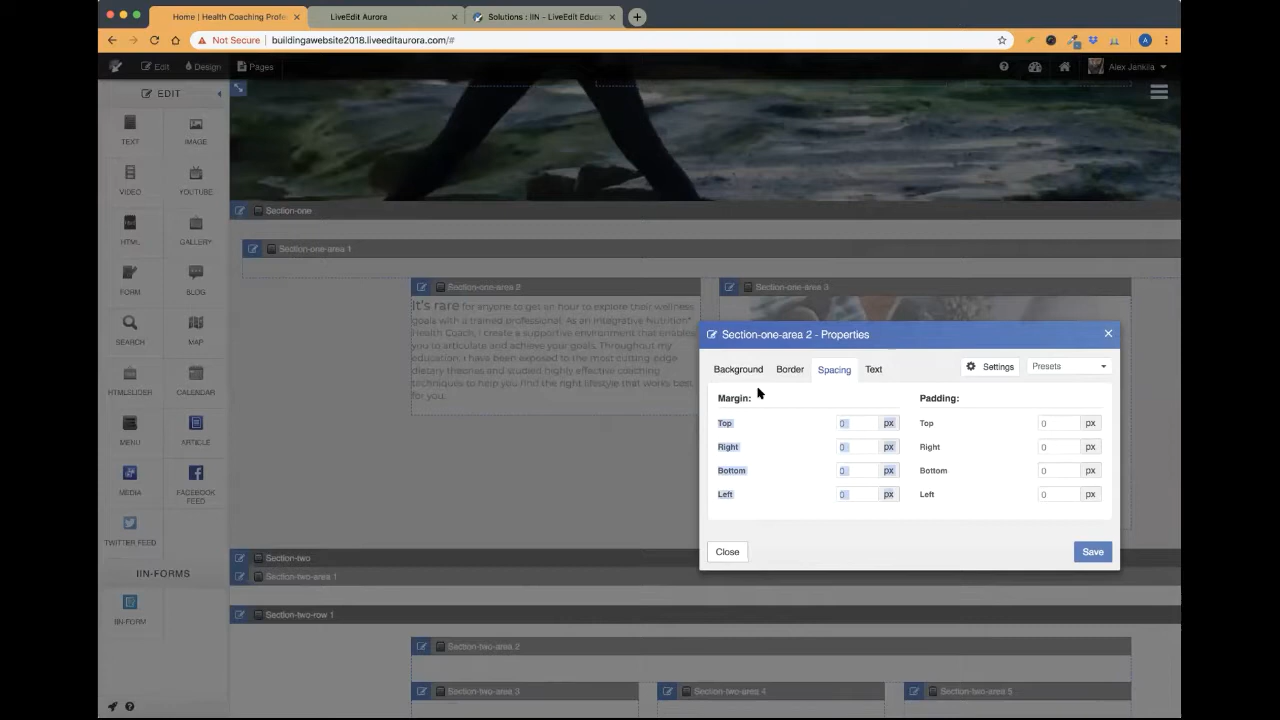 Home | Health Coaching Profe
LiveEdit Aurora
Solutions : IIN - LiveEdit Educa
Not Secure
buildingawebsite2018.liveeditaurora.com/#
Edit
Design
Pages
Alex Jankila
EDIT
TEXT
IMAGE
VIDEO
YOUTUBE
HTML
GALLERY
FORM
BLOG
SEARCH
MAP
HTMLSLIDER
CALENDAR
MENU
ARTICLE
MEDIA
FACEBOOK
FEED
TWITTER FEED
IIN-FORMS
IIN-FORM
Section-one
Section-one-area 1
Section-one-area 2
Section-one-area 3
It's rare for anyone to get an hour to explore their wellness
goals with a trained professional. As an Integrative Nutrition®
Health Coach, I create a supportive environment that enables
you to articulate and achieve your goals. Throughout my
education, I have been exposed to the most cutting-edge
dietary theories and studied highly effective coaching
techniques to help you find the right lifestyle that works best
for you.
Section-one-area 2 - Properties
Background
Border
Spacing
Text
Settings
Presets
Margin:
Padding:
Top 0 px Top 0 px
Right 0 px Right 0 px
Bottom 0 px Bottom 0 px
Left 0 px Left 0 px
Close
Save
Section-two
Section-two-area 1
Section-two-row 1
Section-two-area 2
Section-two-area 3
Section-two-area 4
Section-two-area 5